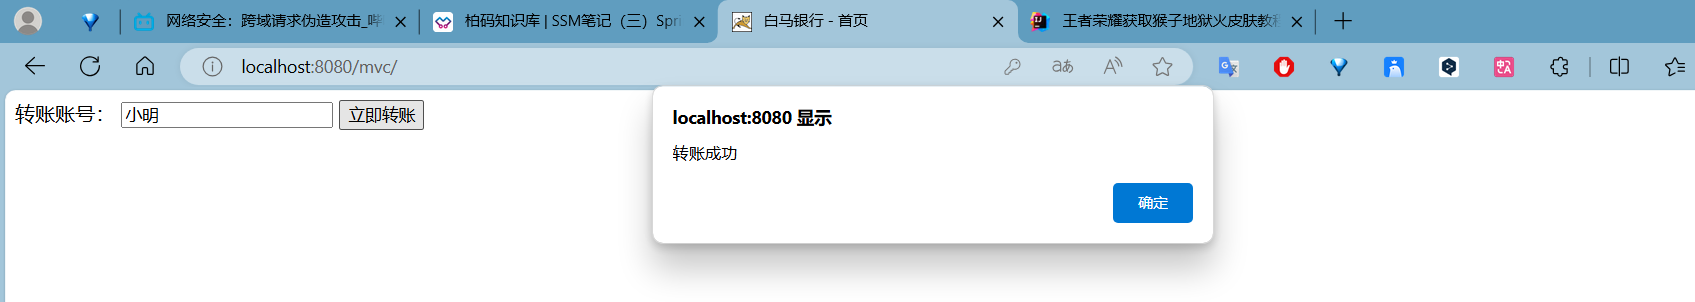 网络安全：跨域请求伪造攻击_哔
柏码知识库 | SSM笔记（三）Spri
白马银行 - 首页
王者荣耀获取猴子地狱火皮肤教程
localhost:8080/mvc/
转账账号： 小明 立即转账
localhost:8080 显示
转账成功
确定